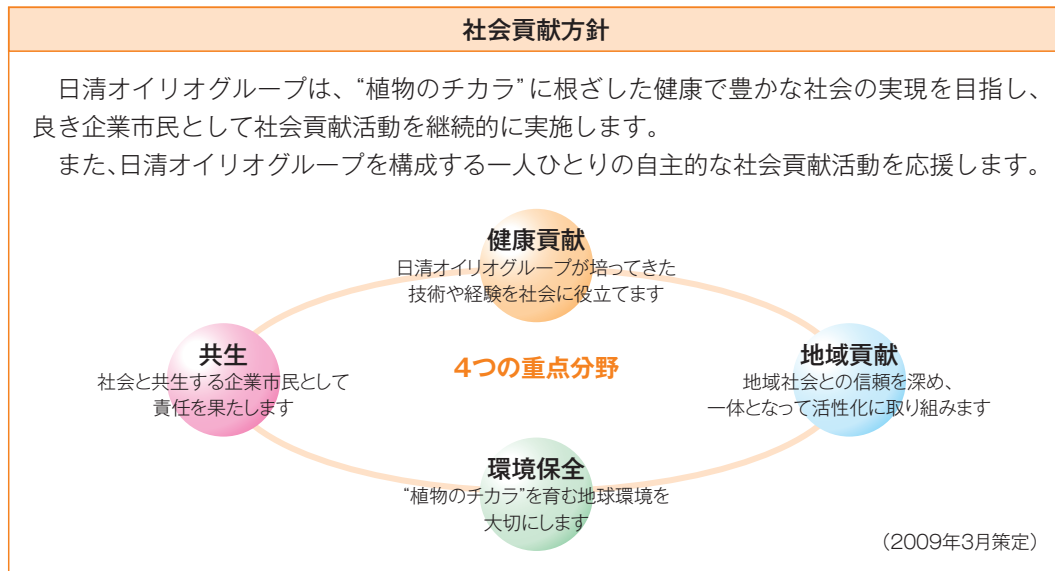 社会貢献方針
日清オイリオグループは、“植物のチカラ”に根ざした健康で豊かな社会の実現を目指し、
良き企業市民として社会貢献活動を継続的に実施します。
また、日清オイリオグループを構成する一人ひとりの自主的な社会貢献活動を応援します。
健康貢献
日清オイリオグループが培ってきた
技術や経験を社会に役立てます
共生
社会と共生する企業市民として
責任を果たします
4つの重点分野
地域貢献
地域社会との信頼を深め、
一体となって活性化に取り組みます
環境保全
“植物のチカラ”を育む地球環境を
大切にします
（2009年3月策定）